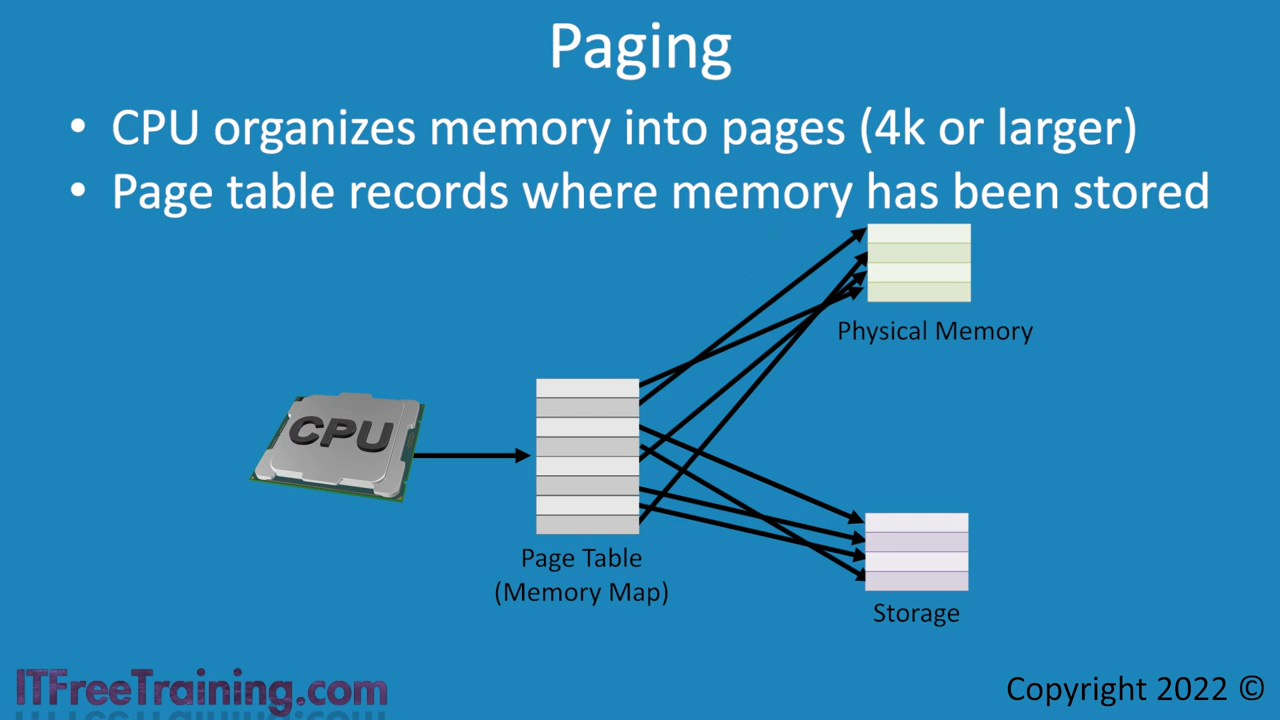 Paging
• CPU organizes memory into pages (4k or larger)
• Page table records where memory has been stored
Physical Memory
CPU
Page Table
(Memory Map)
Storage
ITFreeTraining.com
Copyright 2022 ©